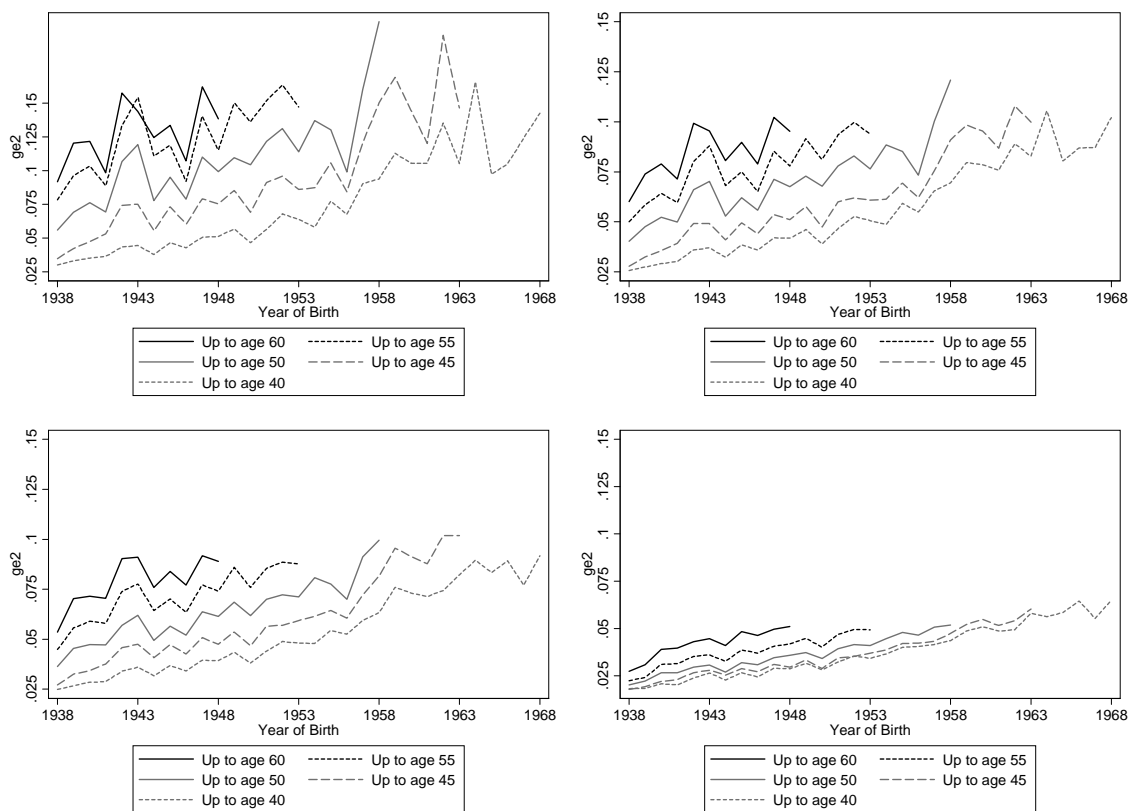 .15
.125
.1
.075
.05
.025
ge2
1938 1943 1948 1953 1958 1963 1968
Year of Birth
Up to age 60 Up to age 55
Up to age 50 Up to age 45
Up to age 40
.15
.125
.1
.075
.05
.025
ge2
1938 1943 1948 1953 1958 1963 1968
Year of Birth
Up to age 60 Up to age 55
Up to age 50 Up to age 45
Up to age 40
.15
.125
.1
.075
.05
.025
ge2
1938 1943 1948 1953 1958 1963 1968
Year of Birth
Up to age 60 Up to age 55
Up to age 50 Up to age 45
Up to age 40
.15
.125
.1
.075
.05
.025
ge2
1938 1943 1948 1953 1958 1963 1968
Year of Birth
Up to age 60 Up to age 55
Up to age 50 Up to age 45
Up to age 40